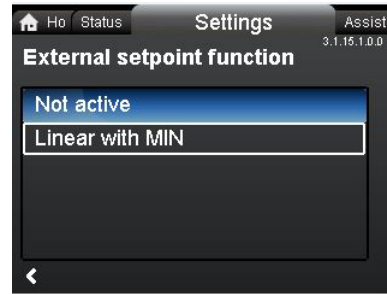 Ho Status Settings Assist
3.1.15.1.0.0
External setpoint function
Not active
Linear with MIN